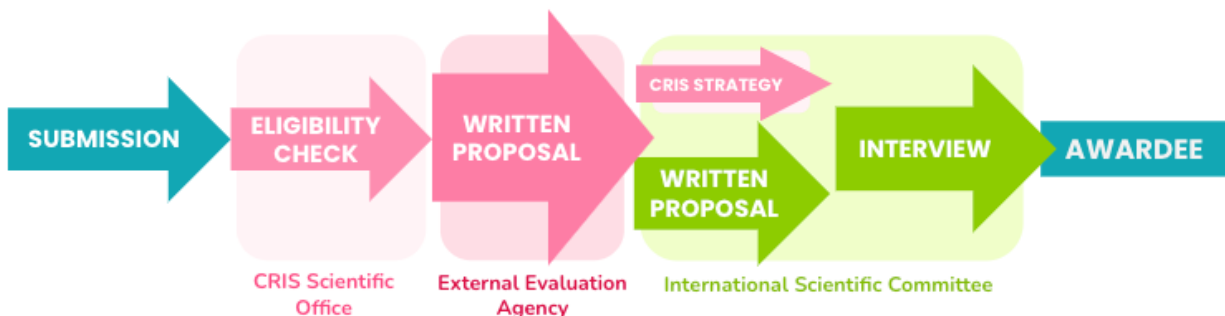 SUBMISSION
ELIGIBILITY
CHECK
WRITTEN
PROPOSAL
CRIS STRATEGY
WRITTEN
PROPOSAL
INTERVIEW
AWARDEE
CRIS Scientific
Office
External Evaluation
Agency
International Scientific Committee